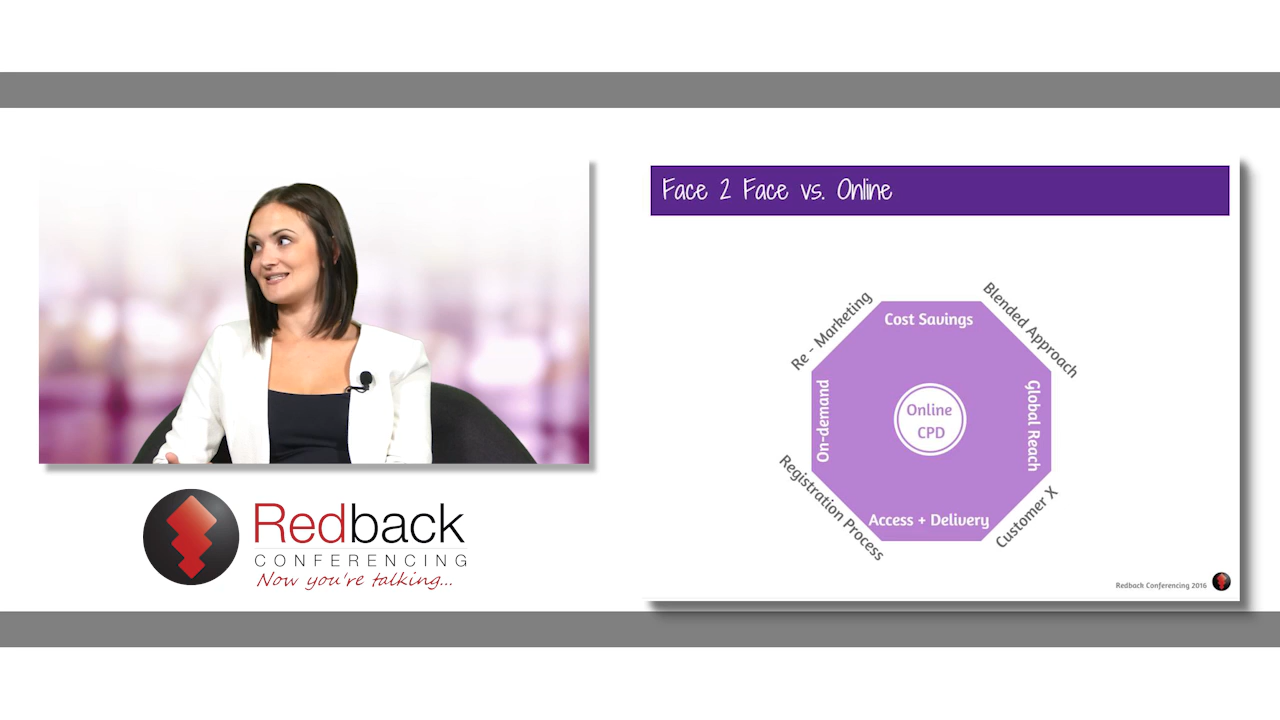 Redback
CONFERENCING
Now you're talking...
Face 2 Face vs. Online
Re - Marketing
Cost Savings
Blended Approach
On-demand
Online
CPD
Global Reach
Registration Process
Access + Delivery
Customer X
Redback Conferencing 2016